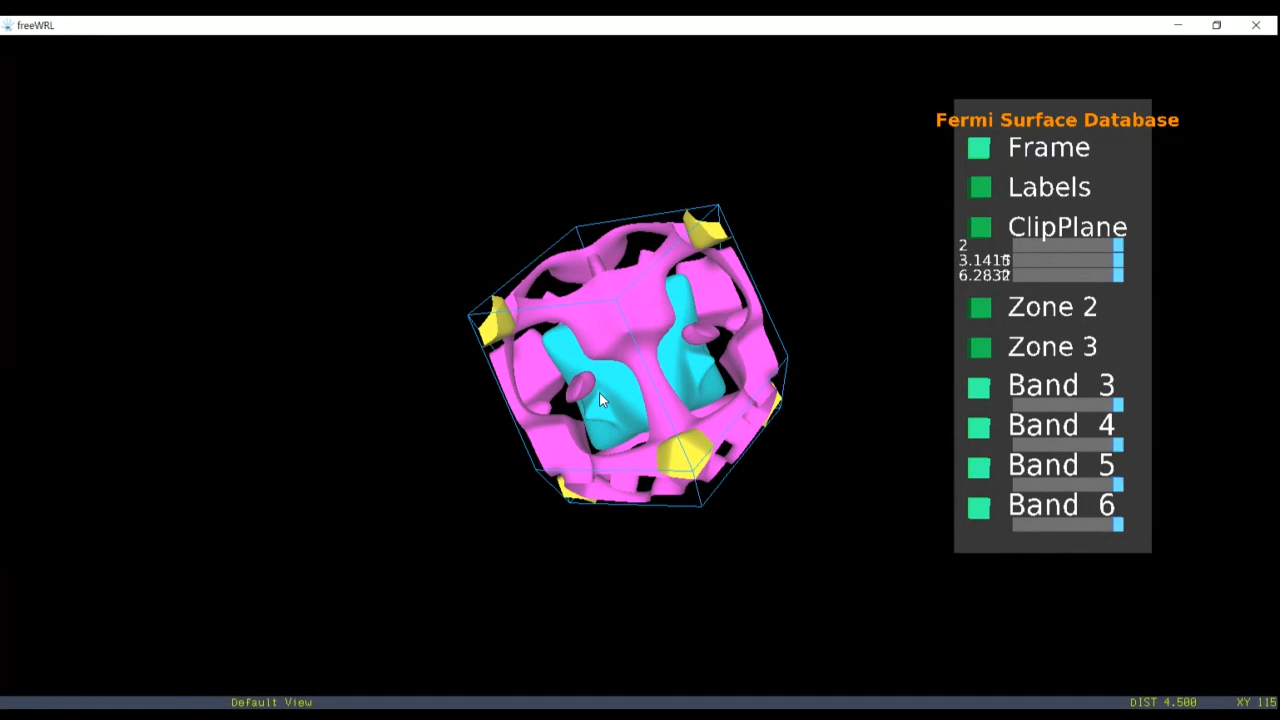 freeWRL
Fermi Surface Database
Frame
Labels
ClipPlane
2
3.1415
6.2832
Zone 2
Zone 3
Band 3
Band 4
Band 5
Band 6
Default View
DIST 4.500
XY 115